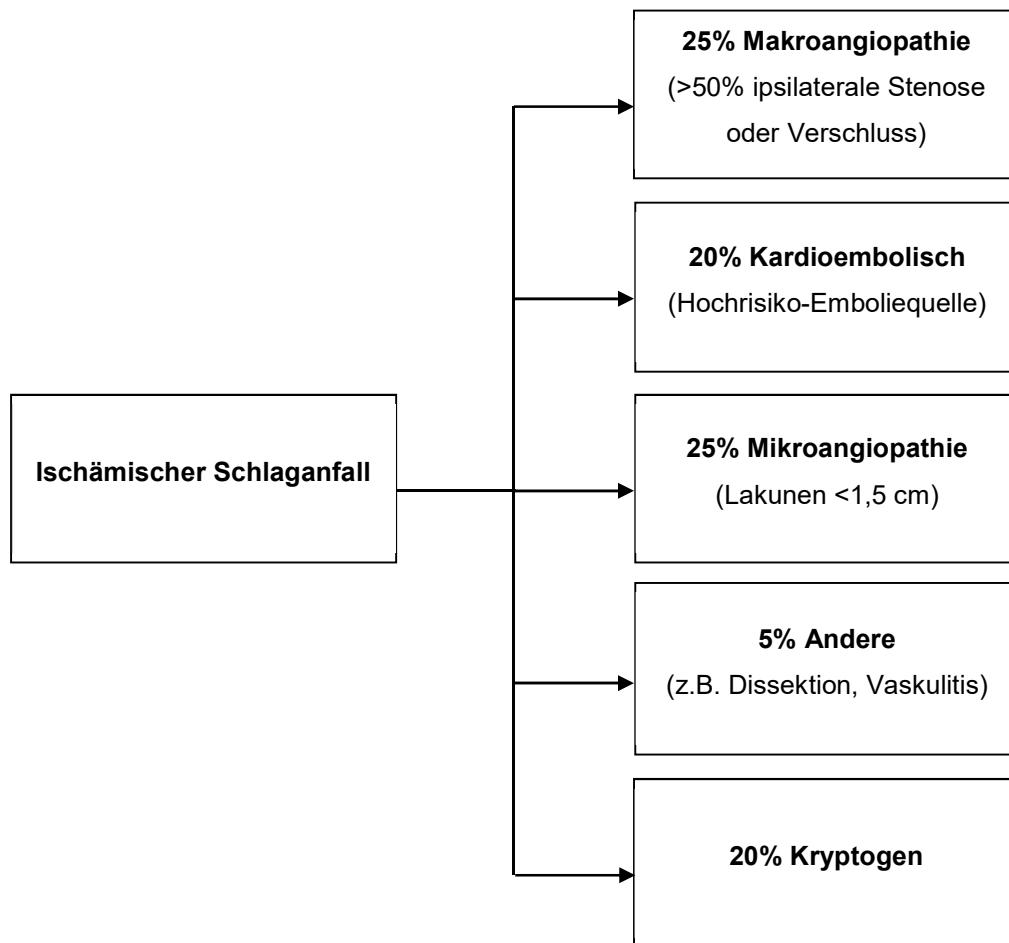 25% Makroangiopathie
(>50% ipsilaterale Stenose
oder Verschluss)
20% Kardioembolisch
(Hochrisiko-Emboliequelle)
Ischämischer Schlaganfall
25% Mikroangiopathie
(Lakunen <1,5 cm)
5% Andere
(z.B. Dissektion, Vaskulitis)
20% Kryptogen